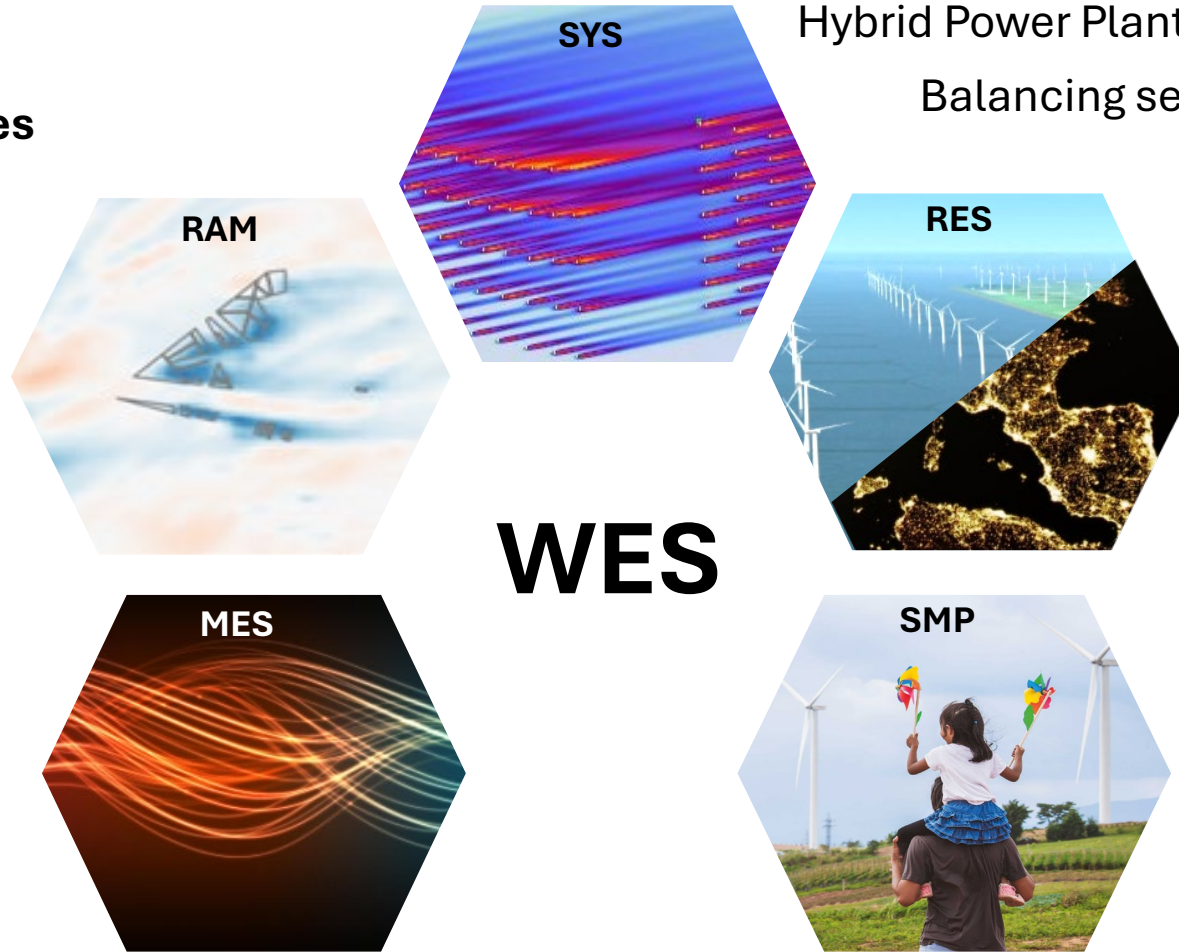 Hybrid Power Plant
SYS
Balancing se
es
RAM
RES
WES
MES
SMP